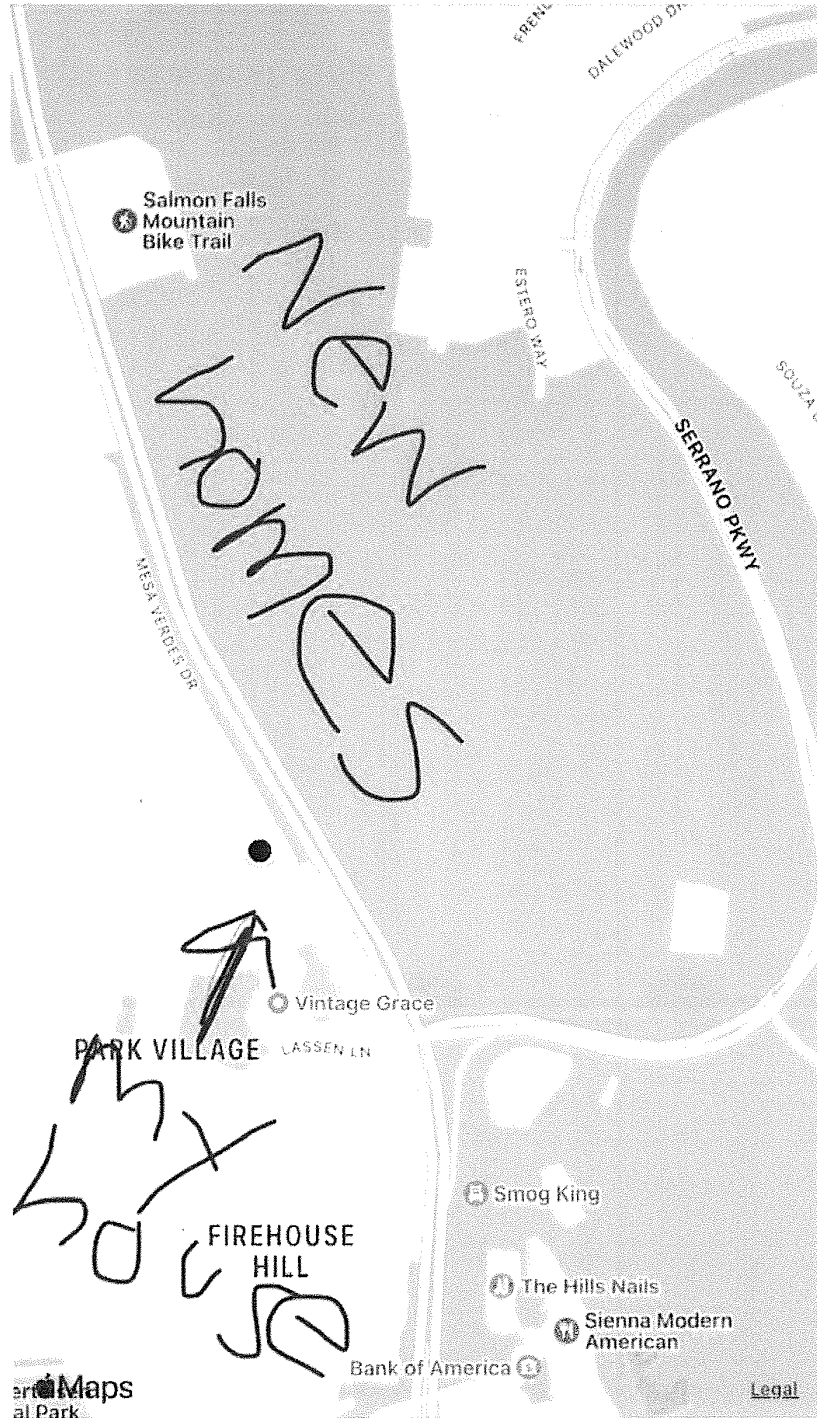 FRENC
DALEWOOD DR
Salmon Falls
Mountain
Bike Trail
New
homes
ESTERO WAY
SOUZA
SERRANO PKWY
MESA VERDES DR
Vintage Grace
PARK VILLAGE
LASSEN LN
My
house
Smog King
FIREHOUSE
HILL
The Hills Nails
Sienna Modern
American
Bank of America
Maps
al Park
Legal